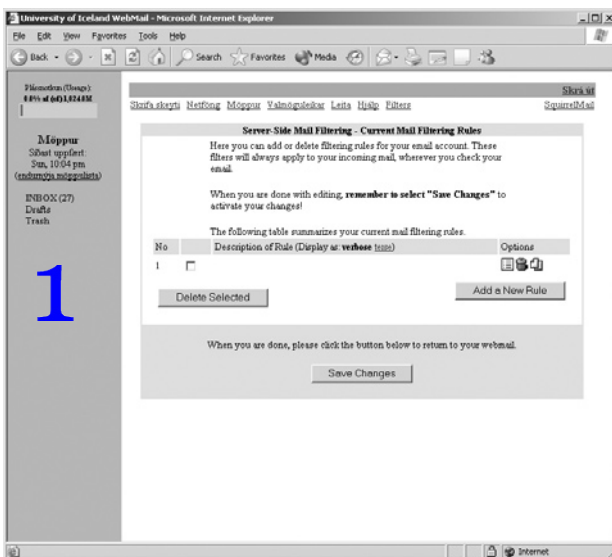 University of Iceland WebMail - Microsoft Internet Explorer
File Edit View Favorites Tools Help
Back Search Favorites Media
Skrá út
Skrifa skeyti Netföng Möppur Valmöguleikar Leita Hjálp Filters SquirrelMail
Möppur
Síðast uppfært:
Sun, 10:04 pm
(endurnýja möppulista)
INBOX (27)
Drafts
Trash
1
Server-Side Mail Filtering - Current Mail Filtering Rules
Here you can add or delete filtering rules for your email account. These
filters will always apply to your incoming mail, wherever you check your
email.
When you are done with editing, remember to select "Save Changes" to
activate your changes!
The following table summarizes your current mail filtering rules.
No Description of Rule (Display as: verbose terse) Options
1
Delete Selected Add a New Rule
When you are done, please click the button below to return to your webmail.
Save Changes
Internet